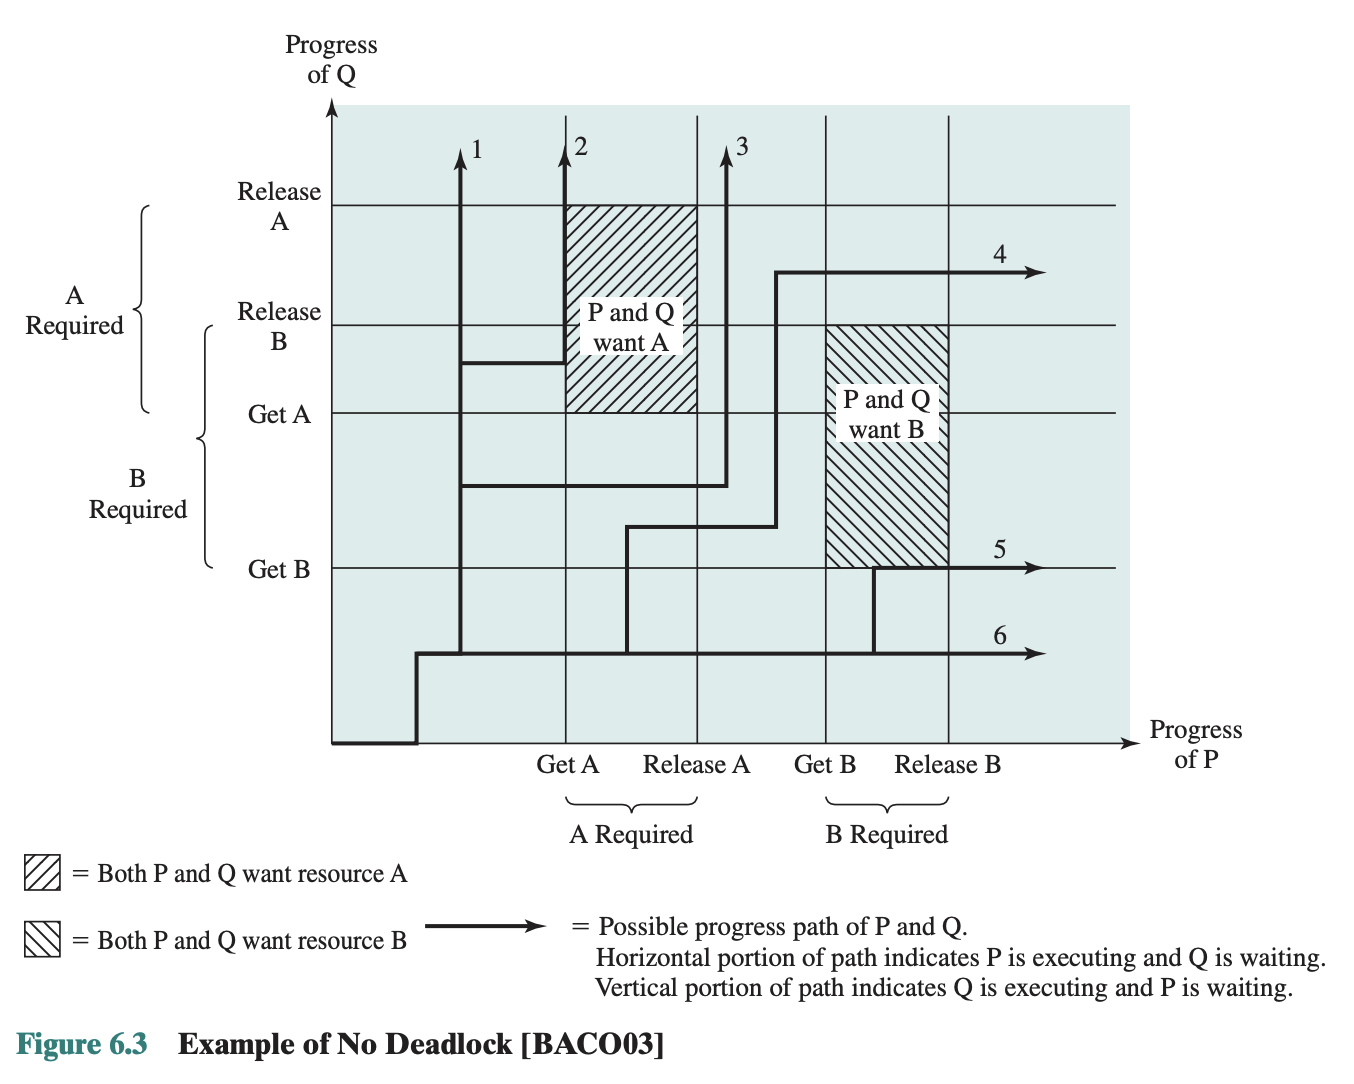 Progress
of Q
1
2
3
Release
A
4
A
Required
Release
B
P and Q
want A
P and Q
want B
Get A
B
Required
Get B
5
6
Progress
of P
Get A
Release A
Get B
Release B
A Required
B Required
= Both P and Q want resource A
= Both P and Q want resource B
= Possible progress path of P and Q.
Horizontal portion of path indicates P is executing and Q is waiting.
Vertical portion of path indicates Q is executing and P is waiting.
Figure 6.3 Example of No Deadlock [BACO03]